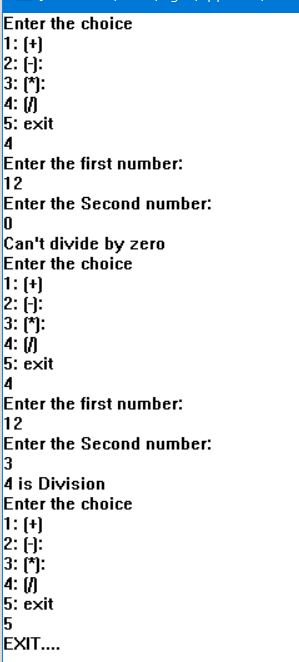 Enter the choice
1: (+)
2: (-):
3: (*):
4: (/)
5: exit
4
Enter the first number:
12
Enter the Second number:
0
Can't divide by zero
Enter the choice
1: (+)
2: (-):
3: (*):
4: (/)
5: exit
4
Enter the first number:
12
Enter the Second number:
3
4 is Division
Enter the choice
1: (+)
2: (-):
3: (*):
4: (/)
5: exit
5
EXIT....